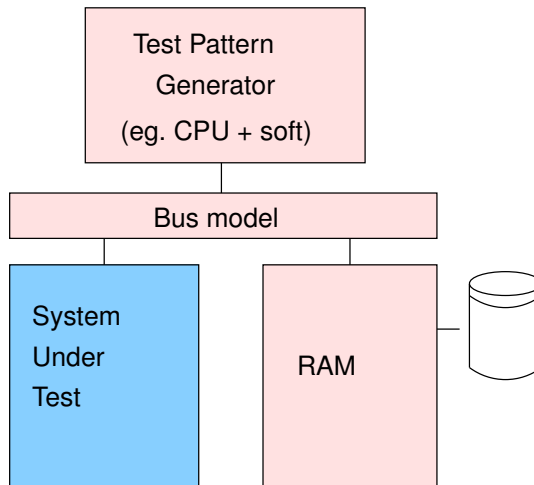 Test Pattern
Generator
(eg. CPU + soft)
Bus model
System
Under
Test
RAM